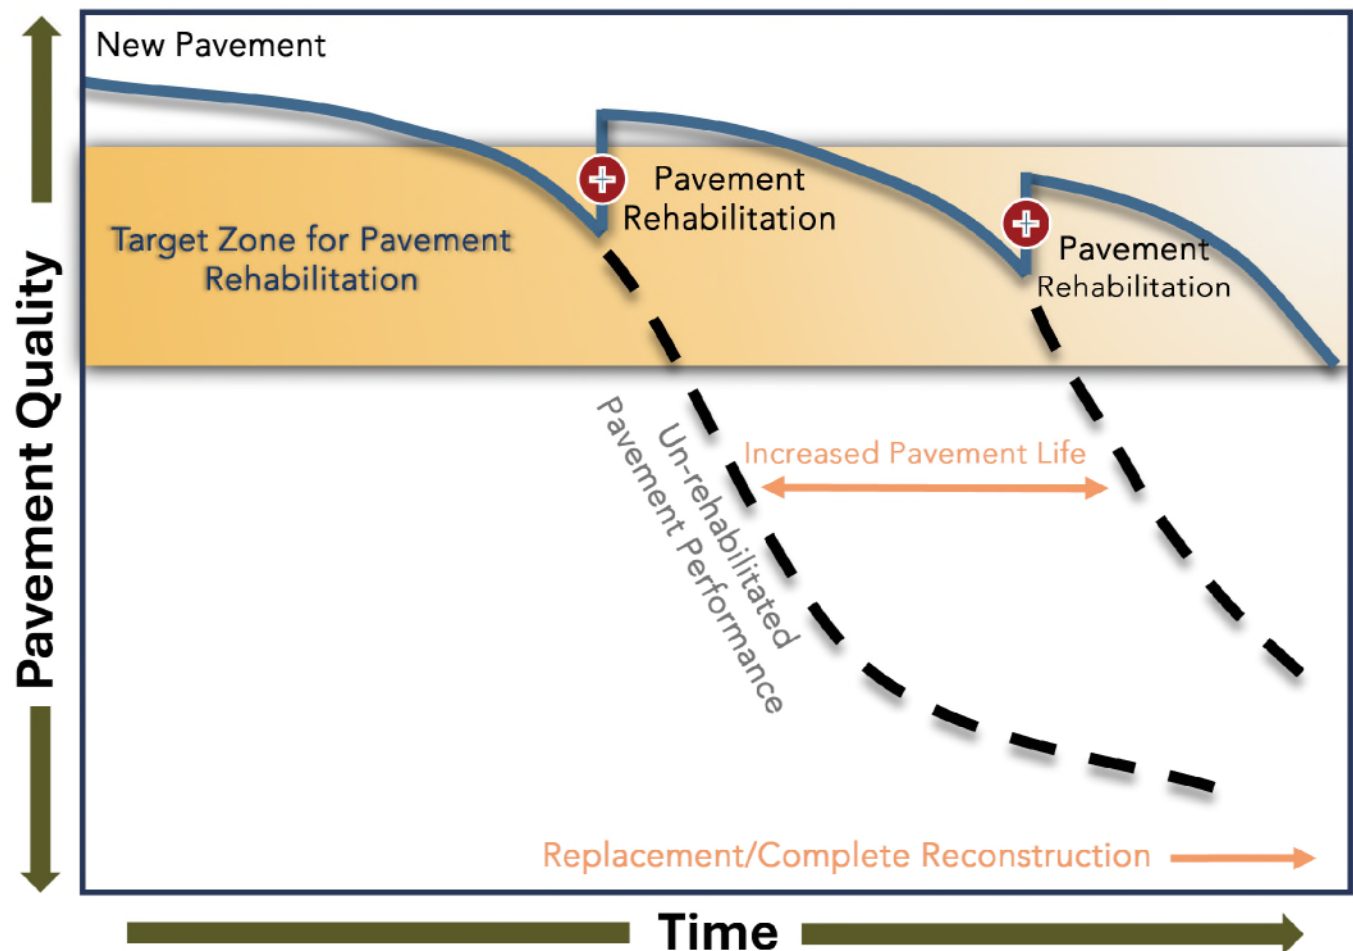 New Pavement
Pavement
Rehabilitation
Target Zone for Pavement
Rehabilitation
Pavement
Rehabilitation
Pavement Quality
Increased Pavement Life
Un-rehabilitated
Pavement Performance
Replacement/Complete Reconstruction
Time